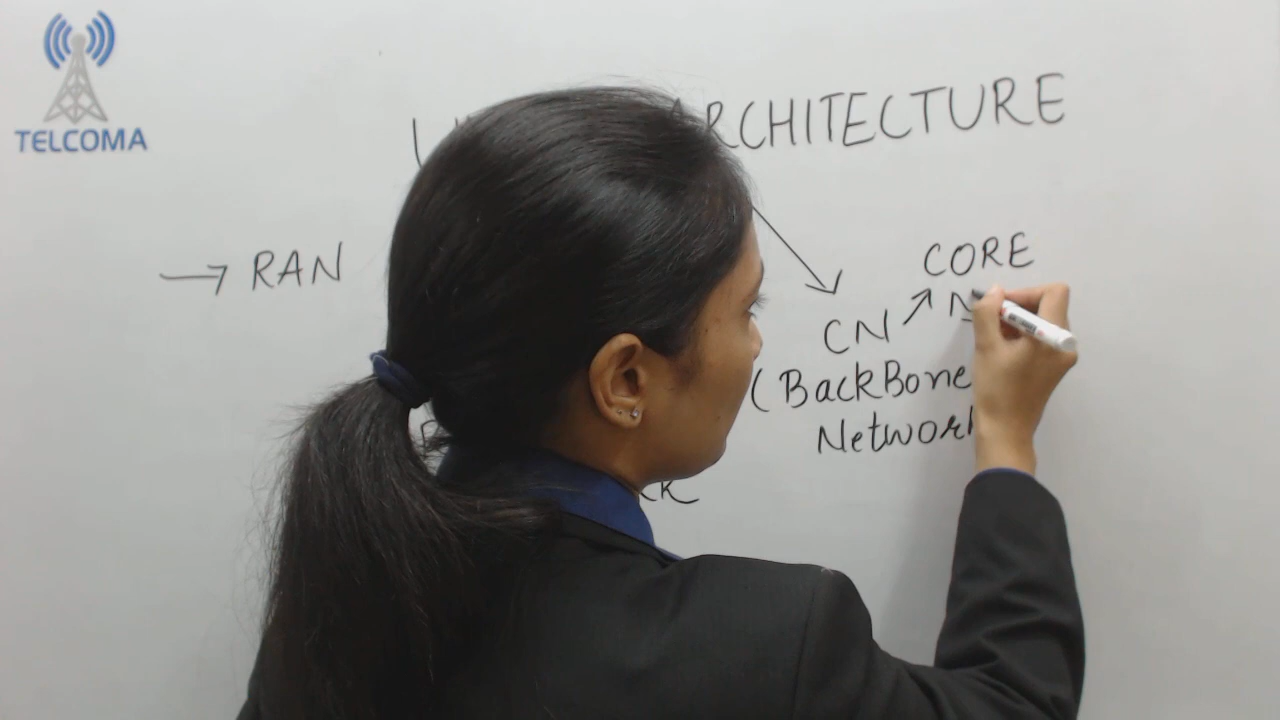 TELCOMA
ARCHITECTURE
→ RAN
CORE
CN ↗ N
(BackBone
Network